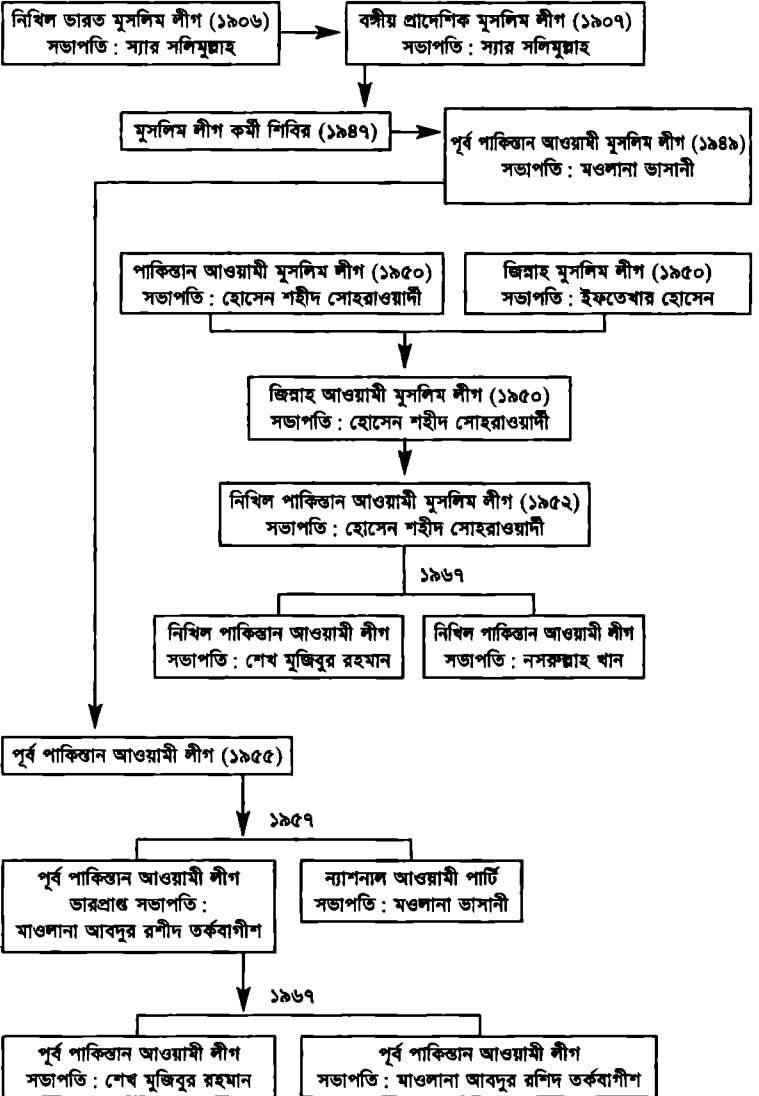 নিখিল ভারত মুসলিম লীগ (১৯০৬)
সভাপতি : স্যার সলিমুল্লাহ
বঙ্গীয় প্রাদেশিক মুসলিম লীগ (১৯০৭)
সভাপতি : স্যার সলিমুল্লাহ
মুসলিম লীগ কর্মী শিবির (১৯৪৭)
পূর্ব পাকিস্তান আওয়ামী মুসলিম লীগ (১৯৪৯)
সভাপতি : মওলানা ভাসানী
পাকিস্তান আওয়ামী মুসলিম লীগ (১৯৫০)
সভাপতি : হোসেন শহীদ সোহরাওয়ার্দী
জিন্নাহ মুসলিম লীগ (১৯৫০)
সভাপতি : ইফতেখার হোসেন
জিন্নাহ আওয়ামী মুসলিম লীগ (১৯৫০)
সভাপতি : হোসেন শহীদ সোহরাওয়ার্দী
নিখিল পাকিস্তান আওয়ামী মুসলিম লীগ (১৯৫২)
সভাপতি : হোসেন শহীদ সোহরাওয়ার্দী
১৯৬৭
নিখিল পাকিস্তান আওয়ামী লীগ
সভাপতি : শেখ মুজিবুর রহমান
নিখিল পাকিস্তান আওয়ামী লীগ
সভাপতি : নসরুল্লাহ খান
পূর্ব পাকিস্তান আওয়ামী লীগ (১৯৫৫)
১৯৫৭
পূর্ব পাকিস্তান আওয়ামী লীগ
ভারপ্রাপ্ত সভাপতি :
মাওলানা আবদুর রশীদ তর্কবাগীশ
ন্যাশনাল আওয়ামী পার্টি
সভাপতি : মওলানা ভাসানী
১৯৬৭
পূর্ব পাকিস্তান আওয়ামী লীগ
সভাপতি : শেখ মুজিবুর রহমান
পূর্ব পাকিস্তান আওয়ামী লীগ
সভাপতি : মাওলানা আবদুর রশিদ তর্কবাগীশ